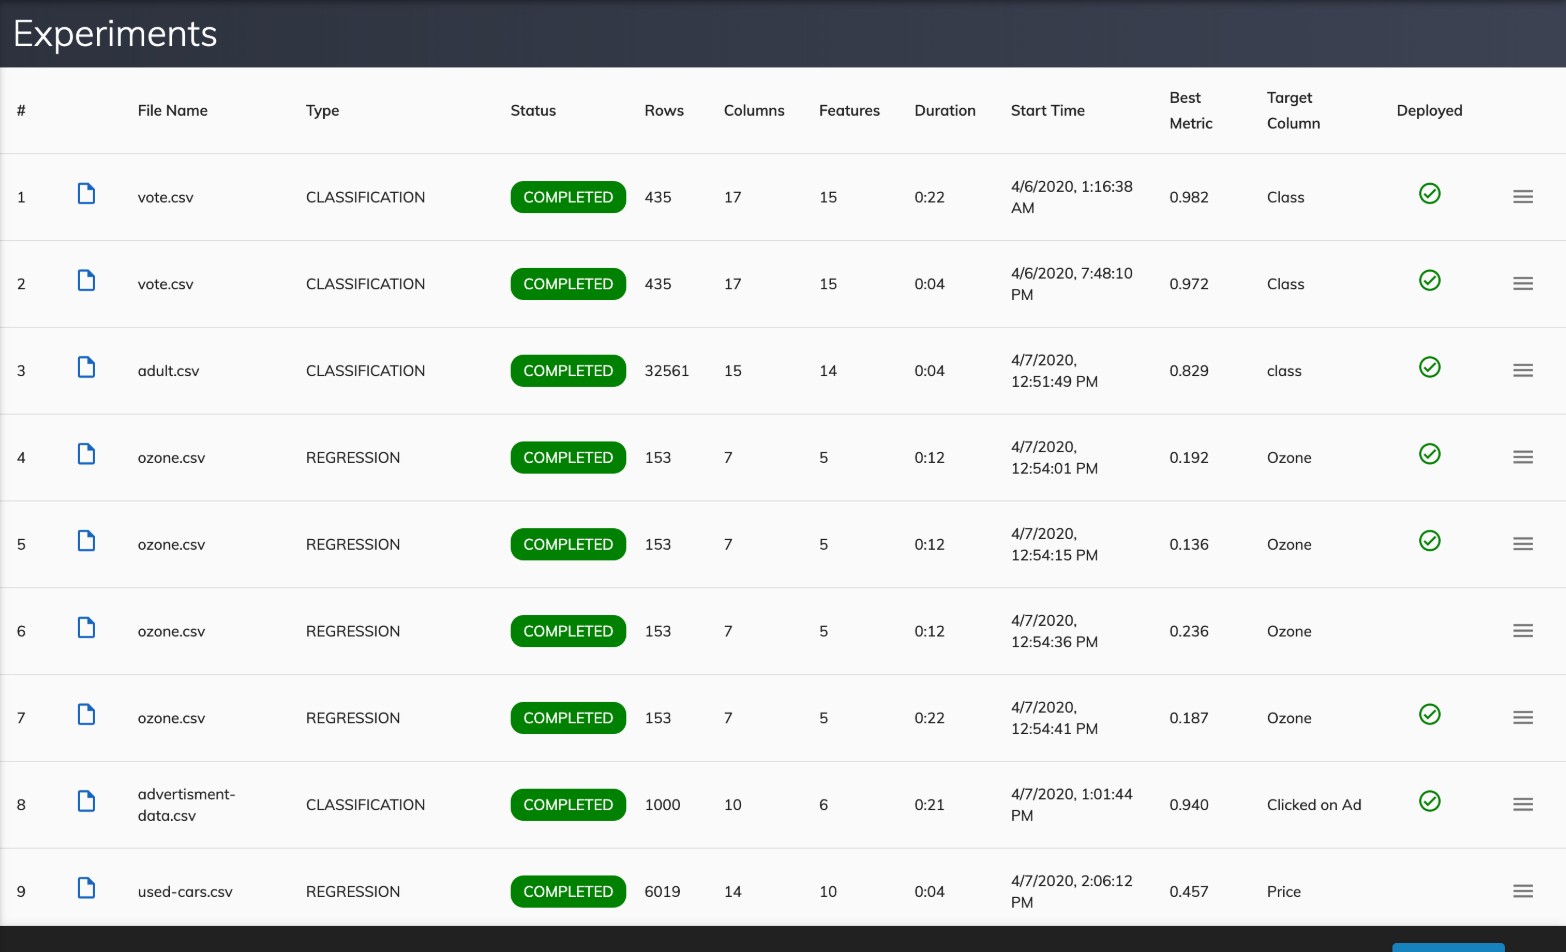 Experiments
# File Name Type Status Rows Columns Features Duration Start Time Best Metric Target Column Deployed
1 vote.csv CLASSIFICATION COMPLETED 435 17 15 0:22 4/6/2020, 1:16:38 AM 0.982 Class
2 vote.csv CLASSIFICATION COMPLETED 435 17 15 0:04 4/6/2020, 7:48:10 PM 0.972 Class
3 adult.csv CLASSIFICATION COMPLETED 32561 15 14 0:04 4/7/2020, 12:51:49 PM 0.829 class
4 ozone.csv REGRESSION COMPLETED 153 7 5 0:12 4/7/2020, 12:54:01 PM 0.192 Ozone
5 ozone.csv REGRESSION COMPLETED 153 7 5 0:12 4/7/2020, 12:54:15 PM 0.136 Ozone
6 ozone.csv REGRESSION COMPLETED 153 7 5 0:12 4/7/2020, 12:54:36 PM 0.236 Ozone
7 ozone.csv REGRESSION COMPLETED 153 7 5 0:22 4/7/2020, 12:54:41 PM 0.187 Ozone
8 advertisment-data.csv CLASSIFICATION COMPLETED 1000 10 6 0:21 4/7/2020, 1:01:44 PM 0.940 Clicked on Ad
9 used-cars.csv REGRESSION COMPLETED 6019 14 10 0:04 4/7/2020, 2:06:12 PM 0.457 Price